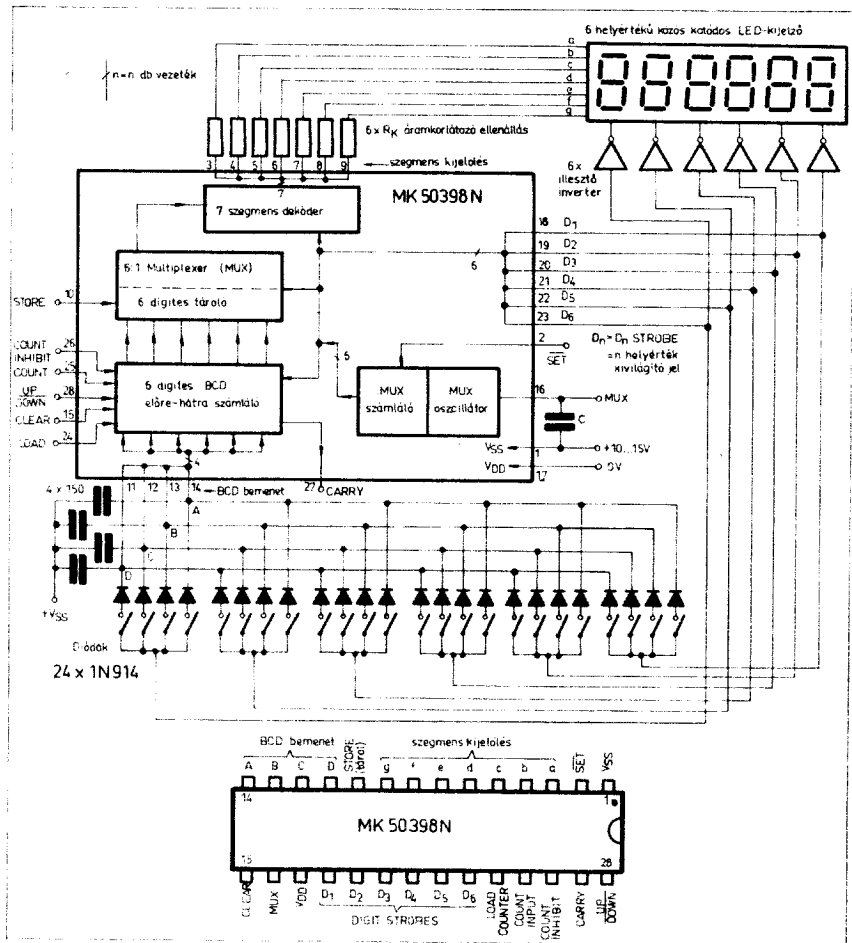 6 helyértékű közös katódos LED-kijelző
a
b
c
d
e
f
g
n=n db vezeték
6x RK áramkorlátozó ellenállás
3 4 5 6 7 8 9
szegmens kijelölés
6x
illesztő
inverter
MK 50398N
7
7 szegmens dekóder
18 D1
19 D2
20 D3
21 D4
22 D5
23 D6
6
6:1 Multiplexer (MUX)
6 digites tároló
STORE 10
2
SET
Dn=Dn STROBE
=n helyérték
kivilágító jel
COUNT
INHIBIT
26
COUNT 25
UP
DOWN
28
CLEAR 15
LOAD 24
6 digites BCD
előre-hátra számláló
6
MUX
számláló
MUX
oszcillátor
16
MUX
C
VSS 1 +10...15V
VDD 17 0V
4
4 x 150
11 12 13 14
BCD bemenet
27 CARRY
A
B
C
D
+VSS
Diódák
24 x 1N914
BCD bemenet
szegmens kijelölés
A B C D STORE (tárol) g f e d c b a SET VSS
14
1
MK 50398N
15
28
CLEAR MUX VDD D1 D2 D3 D4 D5 D6 LOAD COUNTER COUNT INPUT COUNT INHIBIT CARRY UP DOWN
DIGIT STROBES